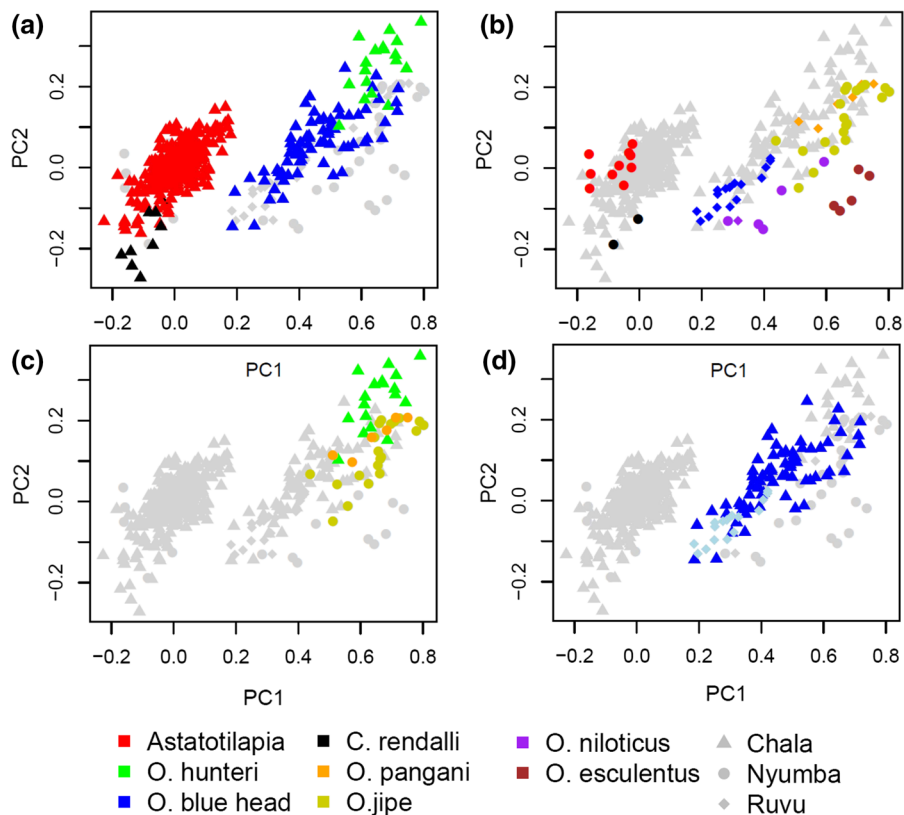 (a)
(b)
PC2
0.2
0.0
−0.2
−0.2 0.0 0.2 0.4 0.6 0.8
PC1
PC2
0.2
0.0
−0.2
−0.2 0.0 0.2 0.4 0.6 0.8
PC1
(c)
(d)
PC2
0.2
0.0
−0.2
−0.2 0.0 0.2 0.4 0.6 0.8
PC1
PC2
0.2
0.0
−0.2
−0.2 0.0 0.2 0.4 0.6 0.8
PC1
Astatotilapia
O. hunteri
O. blue head
C. rendalli
O. pangani
O.jipe
O. niloticus
O. esculentus
Chala
Nyumba
Ruvu